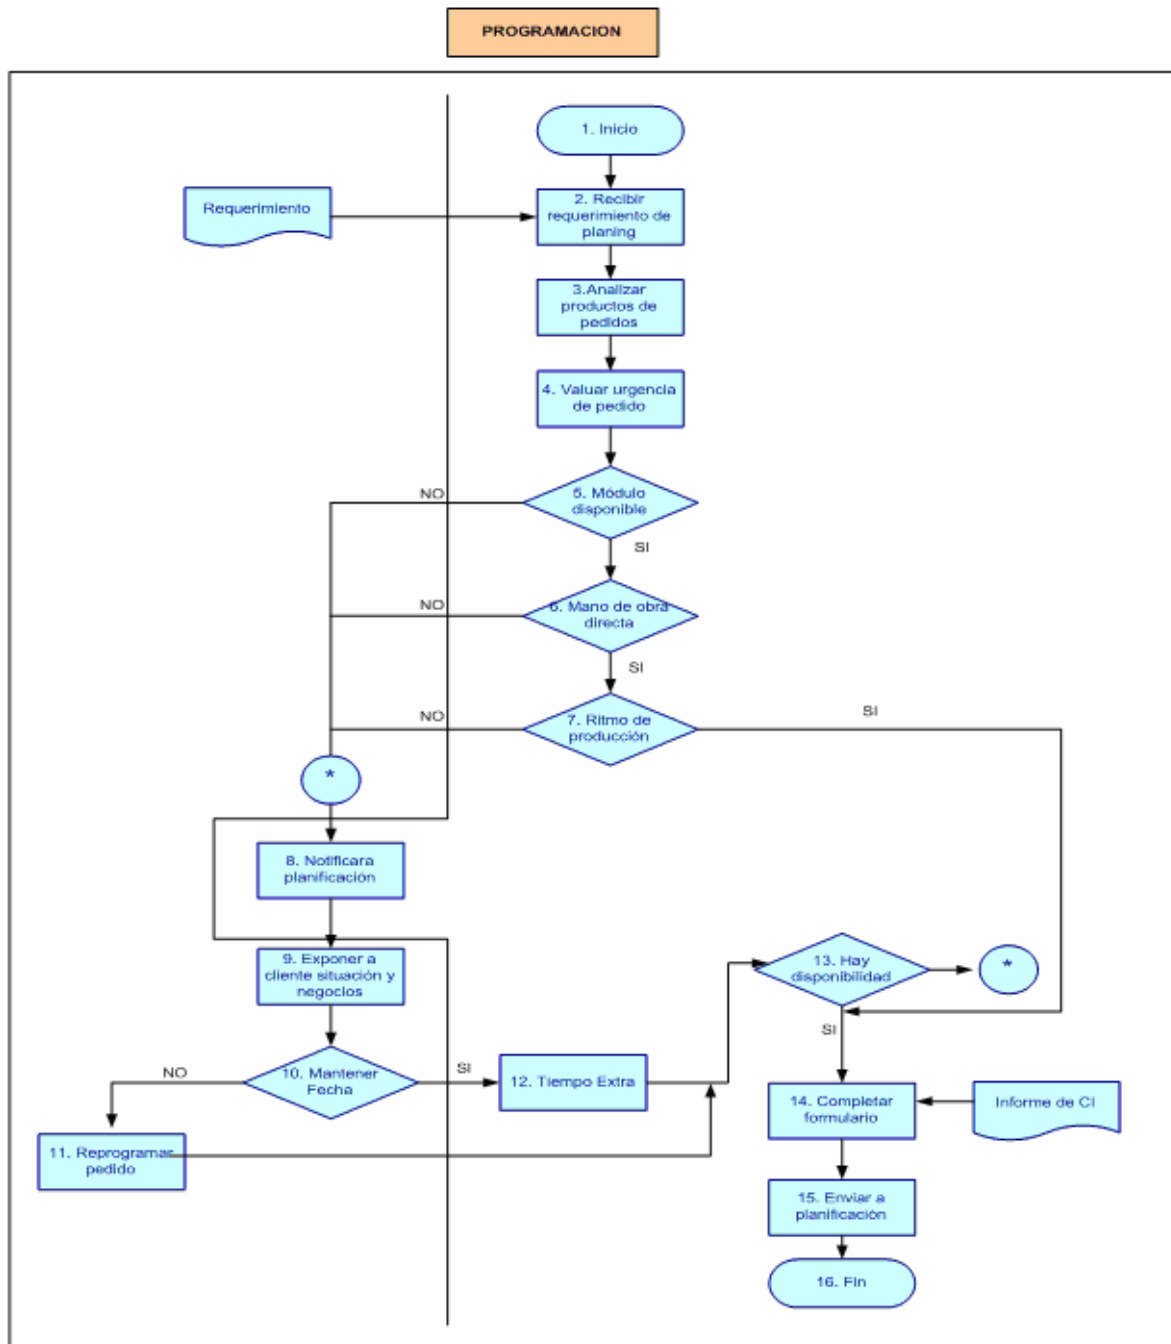 PROGRAMACION
1. Inicio
Requerimiento
2. Recibir
requerimiento de
planing
3.Analizar
productos de
pedidos
4. Valuar urgencia
de pedido
NO
5. Módulo
disponible
SI
NO
6. Mano de obra
directa
SI
NO
7. Ritmo de
producción
SI
*
8. Notificara
planificación
9. Exponer a
cliente situación y
negocios
13. Hay
disponibilidad
*
SI
NO
10. Mantener
Fecha
SI
12. Tiempo Extra
14. Completar
formulario
Informe de CI
11. Reprogramar
pedido
15. Enviar a
planificación
16. Fin